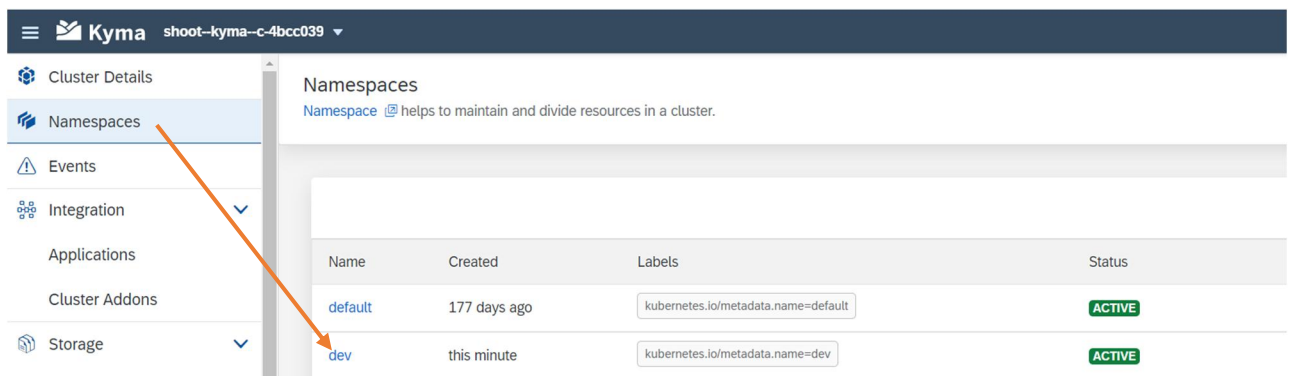 Kyma shoot--kyma--c-4bcc039
Cluster Details
Namespaces
Events
Integration
Applications
Cluster Addons
Storage
Namespaces
Namespace helps to maintain and divide resources in a cluster.
Name Created Labels Status
default 177 days ago kubernetes.io/metadata.name=default ACTIVE
dev this minute kubernetes.io/metadata.name=dev ACTIVE